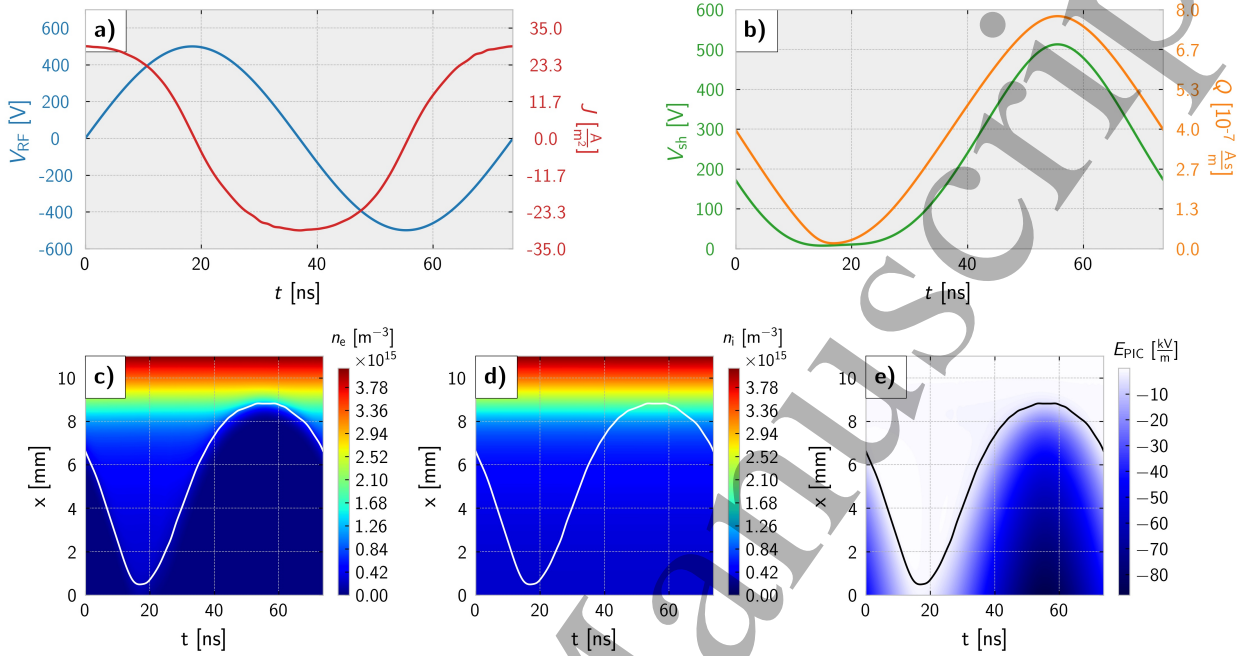 a)
600
400
200
0
-200
-400
-600
V_RF [V]
35.0
23.3
11.7
0.0
-11.7
-23.3
-35.0
J [A/m²]
0 20 40 60
t [ns]
b)
600
500
400
300
200
100
0
V_sh [V]
8.0
6.7
5.3
4.0
2.7
1.3
0.0
Q [10⁻⁷ As/m]
0 20 40 60
t [ns]
c)
10
8
6
4
2
0
x [mm]
0 20 40 60
t [ns]
n_e [m⁻³]
×10¹⁵
3.78
3.36
2.94
2.52
2.10
1.68
1.26
0.84
0.42
0.00
d)
10
8
6
4
2
0
x [mm]
0 20 40 60
t [ns]
n_i [m⁻³]
×10¹⁵
3.78
3.36
2.94
2.52
2.10
1.68
1.26
0.84
0.42
0.00
e)
10
8
6
4
2
0
x [mm]
0 20 40 60
t [ns]
E_PIC [kV/m]
−10
−20
−30
−40
−50
−60
−70
−80
Manuscrip